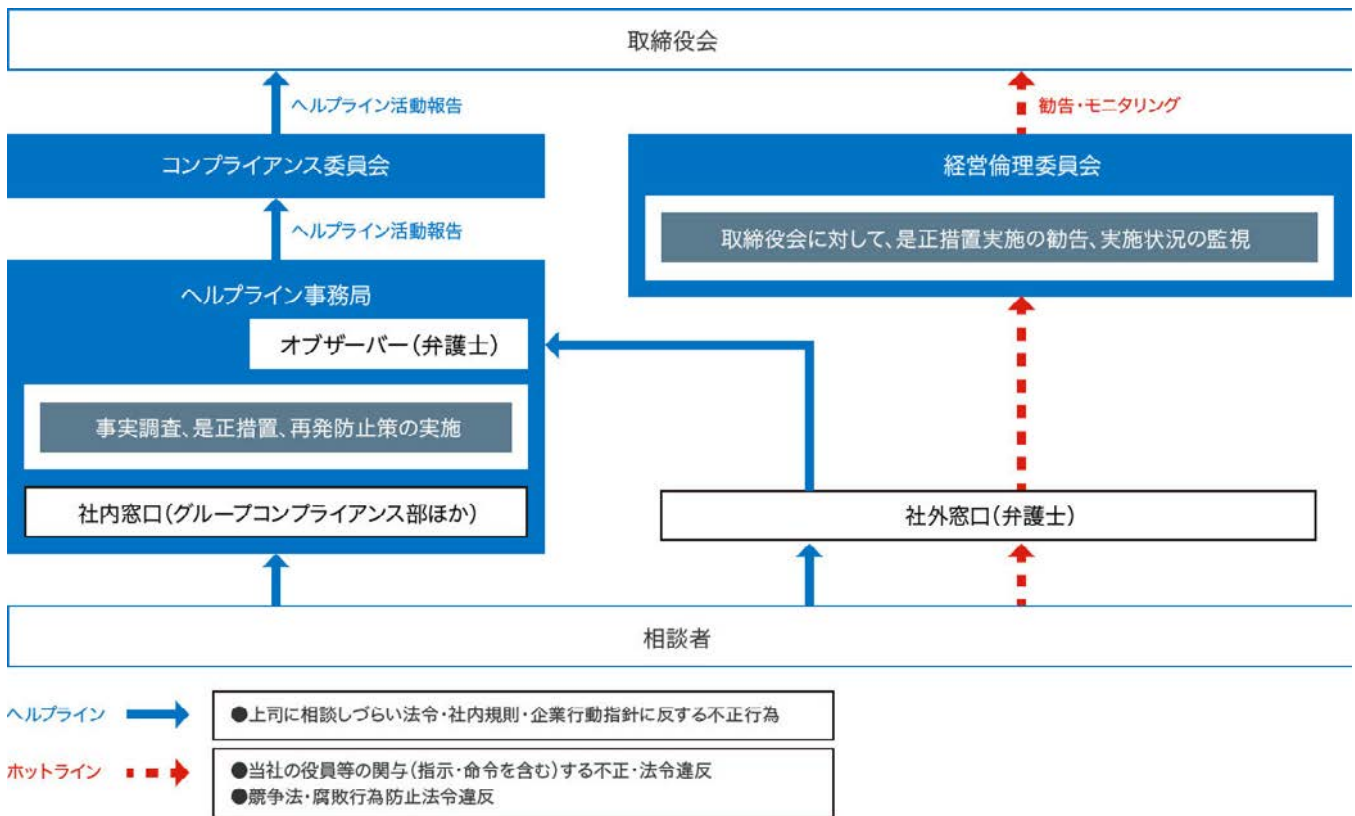 取締役会
ヘルプライン活動報告
勧告・モニタリング
コンプライアンス委員会
経営倫理委員会
ヘルプライン活動報告
取締役会に対して、是正措置実施の勧告、実施状況の監視
ヘルプライン事務局
オブザーバー(弁護士)
事実調査、是正措置、再発防止策の実施
社内窓口(グループコンプライアンス部ほか)
社外窓口(弁護士)
相談者
ヘルプライン
●上司に相談しづらい法令・社内規則・企業行動指針に反する不正行為
ホットライン
●当社の役員等の関与(指示・命令を含む)する不正・法令違反
●競争法・腐敗行為防止法令違反